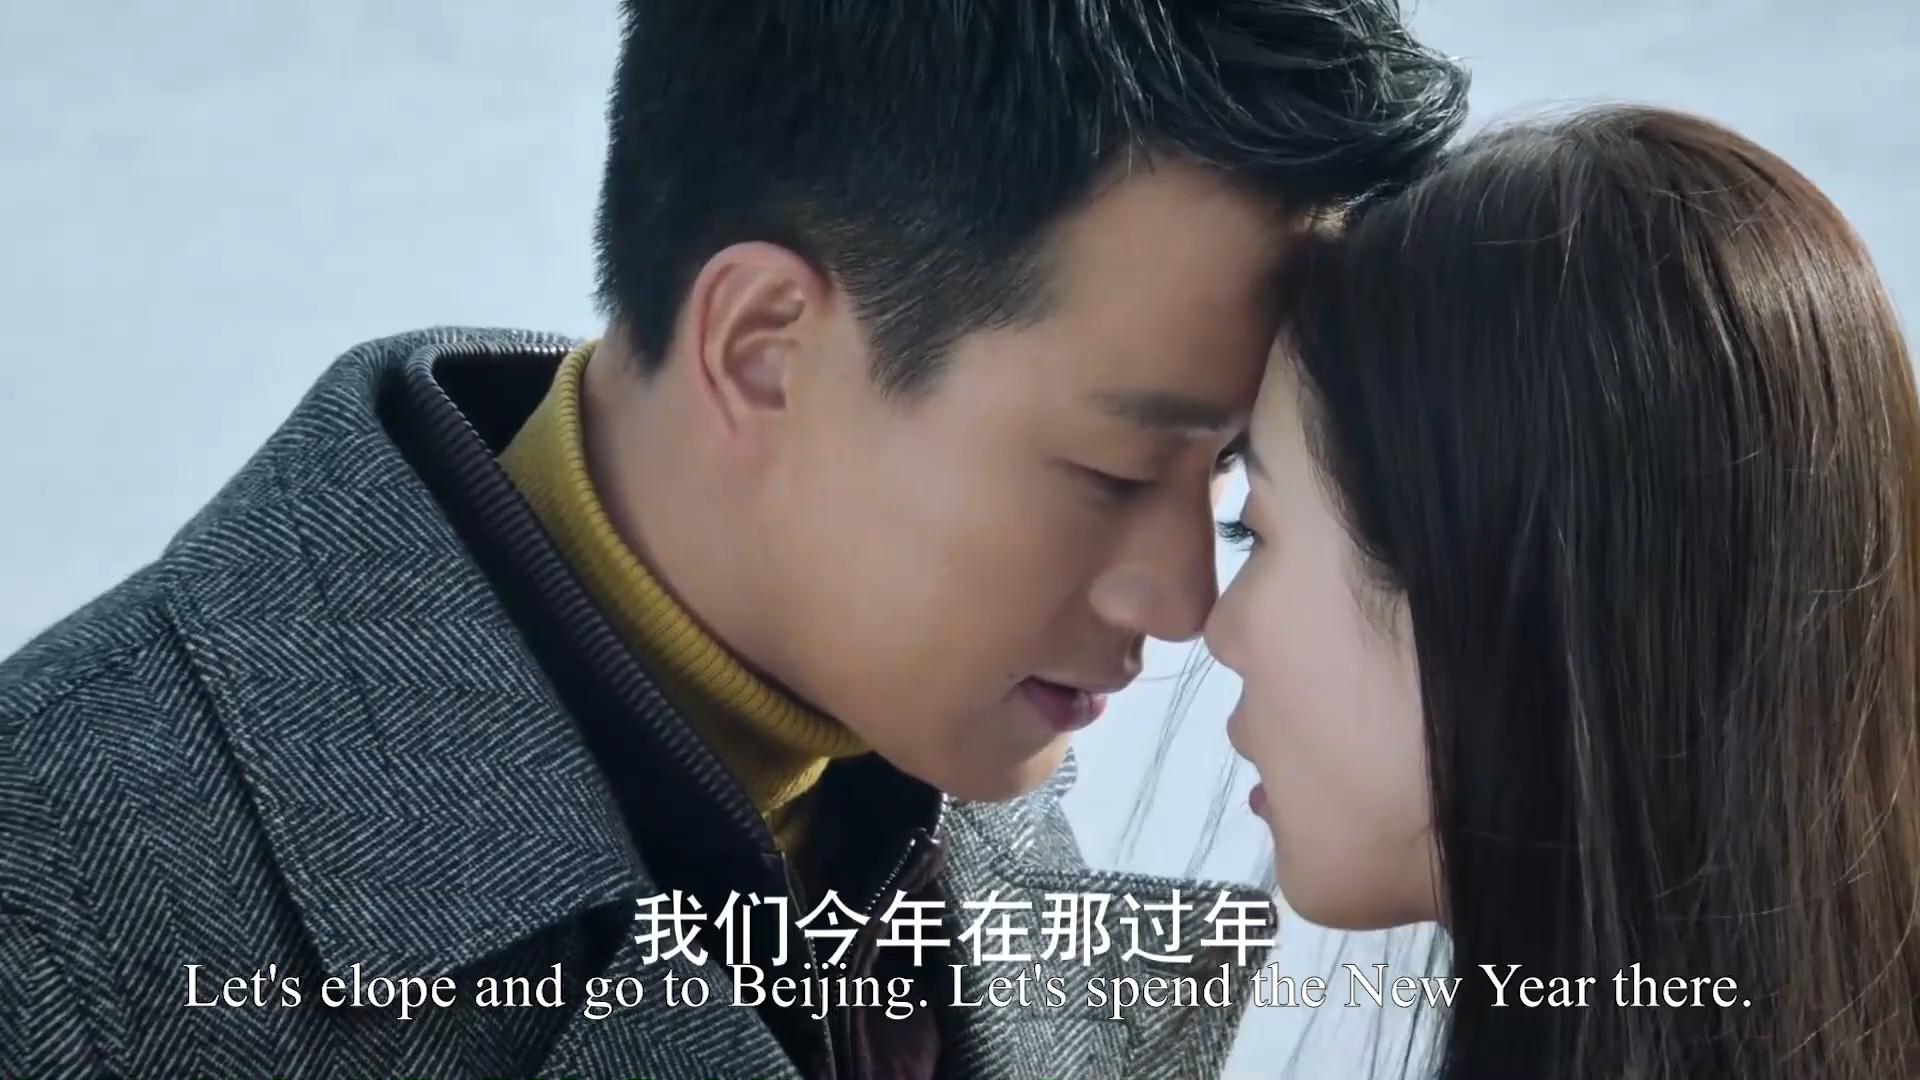 我们今年在那过年
Let's elope and go to Beijing. Let's spend the New Year there.